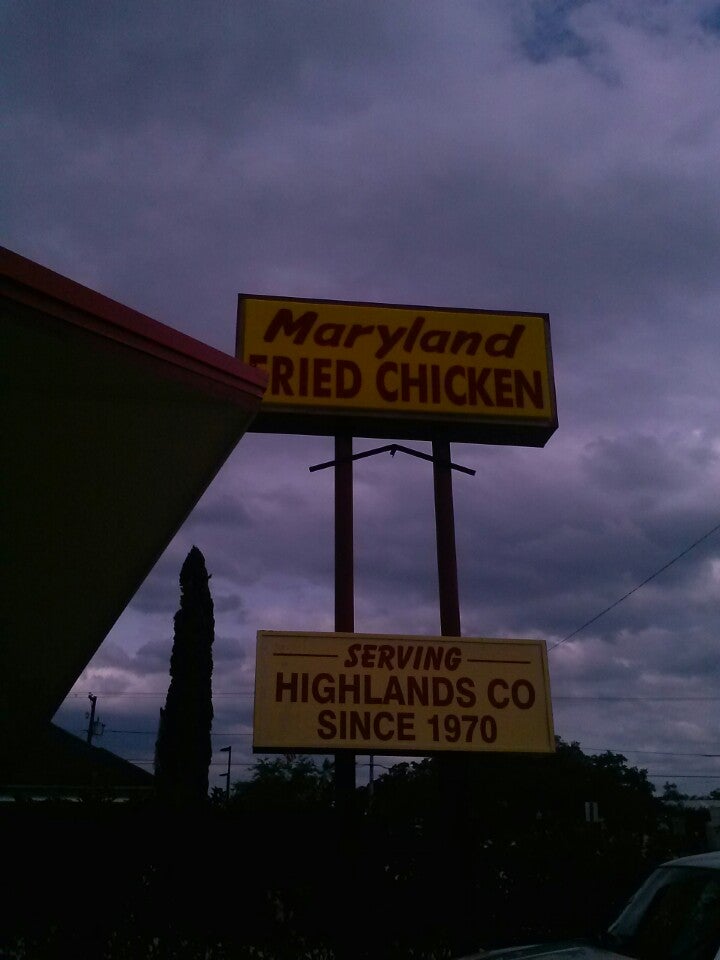 Maryland
FRIED CHICKEN
SERVING
HIGHLANDS CO
SINCE 1970